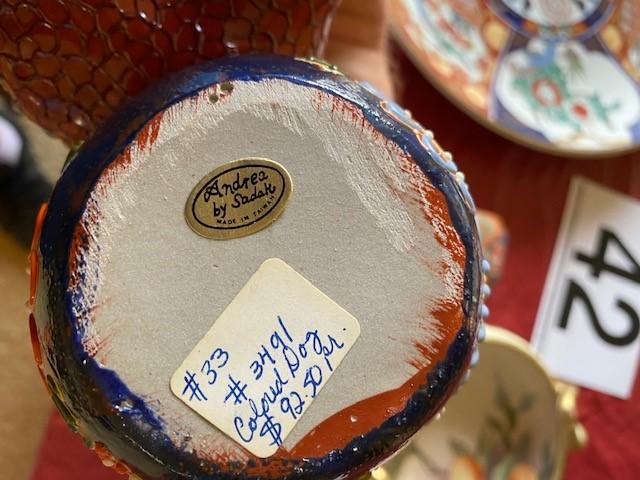 Andrea
by Sadek
MADE IN TAIWAN
#33
# 3491
Colored Dog
$92.50 pr.
42